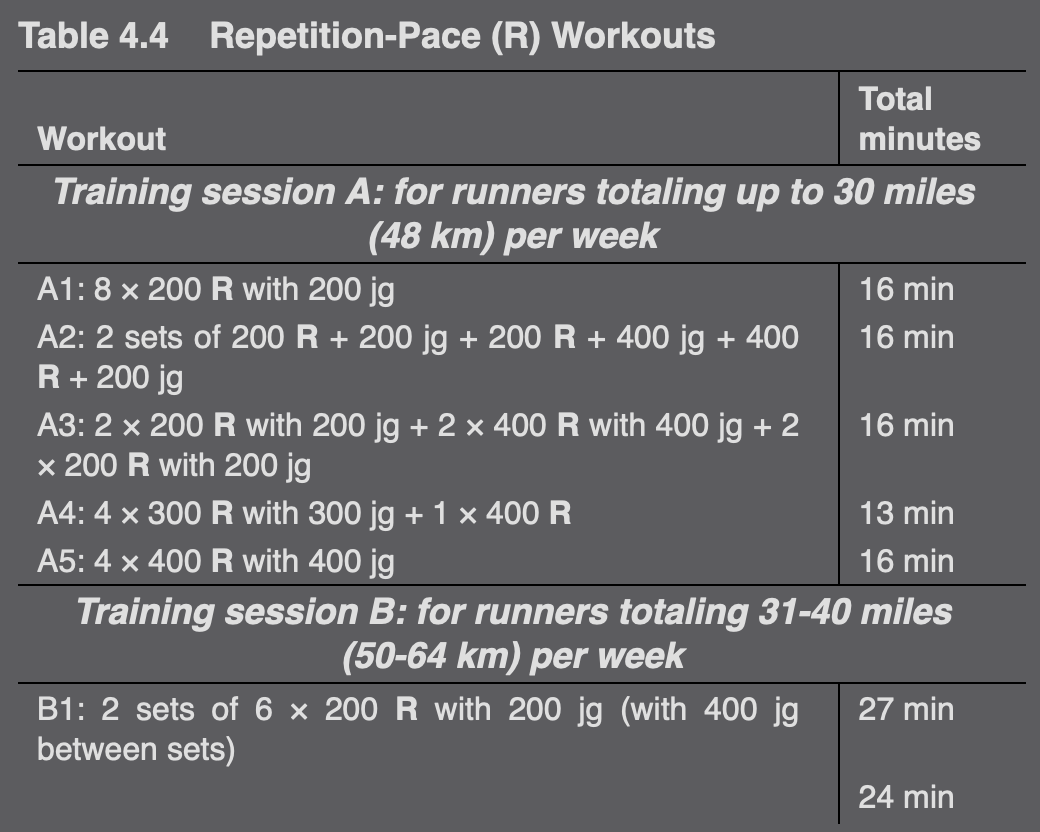 Table 4.4 Repetition-Pace (R) Workouts
Total
minutes
Workout
Training session A: for runners totaling up to 30 miles
(48 km) per week
A1: 8 × 200 R with 200 jg 16 min
A2: 2 sets of 200 R + 200 jg + 200 R + 400 jg + 400 16 min
R + 200 jg
A3: 2 × 200 R with 200 jg + 2 × 400 R with 400 jg + 2 16 min
× 200 R with 200 jg
A4: 4 × 300 R with 300 jg + 1 × 400 R 13 min
A5: 4 × 400 R with 400 jg 16 min
Training session B: for runners totaling 31-40 miles
(50-64 km) per week
B1: 2 sets of 6 × 200 R with 200 jg (with 400 jg 27 min
between sets)
24 min